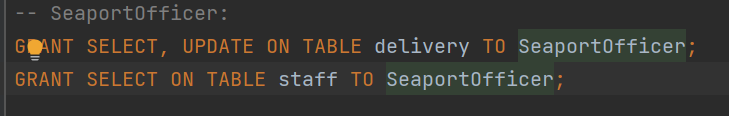 -- SeaportOfficer:
GRANT SELECT, UPDATE ON TABLE delivery TO SeaportOfficer;
GRANT SELECT ON TABLE staff TO SeaportOfficer;